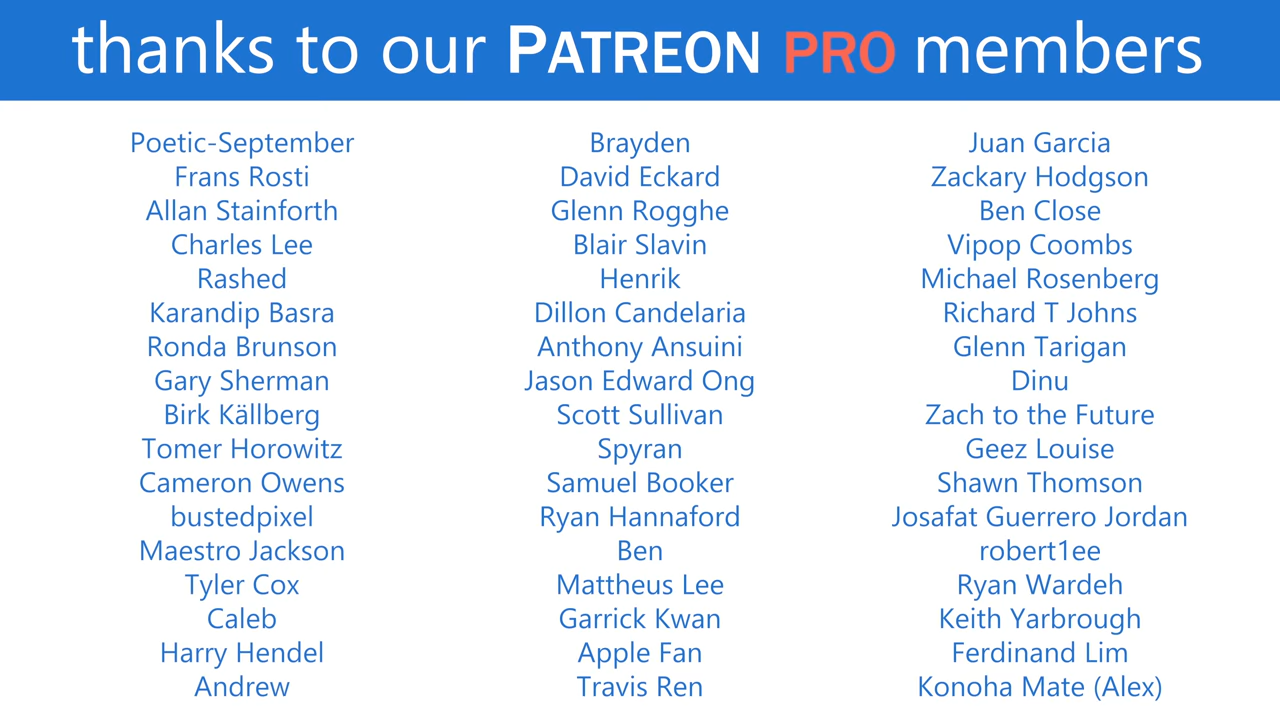 thanks to our PATREON PRO members
Poetic-September
Frans Rosti
Allan Stainforth
Charles Lee
Rashed
Karandip Basra
Ronda Brunson
Gary Sherman
Birk Källberg
Tomer Horowitz
Cameron Owens
bustedpixel
Maestro Jackson
Tyler Cox
Caleb
Harry Hendel
Andrew
Brayden
David Eckard
Glenn Rogghe
Blair Slavin
Henrik
Dillon Candelaria
Anthony Ansuini
Jason Edward Ong
Scott Sullivan
Spyran
Samuel Booker
Ryan Hannaford
Ben
Mattheus Lee
Garrick Kwan
Apple Fan
Travis Ren
Juan Garcia
Zackary Hodgson
Ben Close
Vipop Coombs
Michael Rosenberg
Richard T Johns
Glenn Tarigan
Dinu
Zach to the Future
Geez Louise
Shawn Thomson
Josafat Guerrero Jordan
robert1ee
Ryan Wardeh
Keith Yarbrough
Ferdinand Lim
Konoha Mate (Alex)